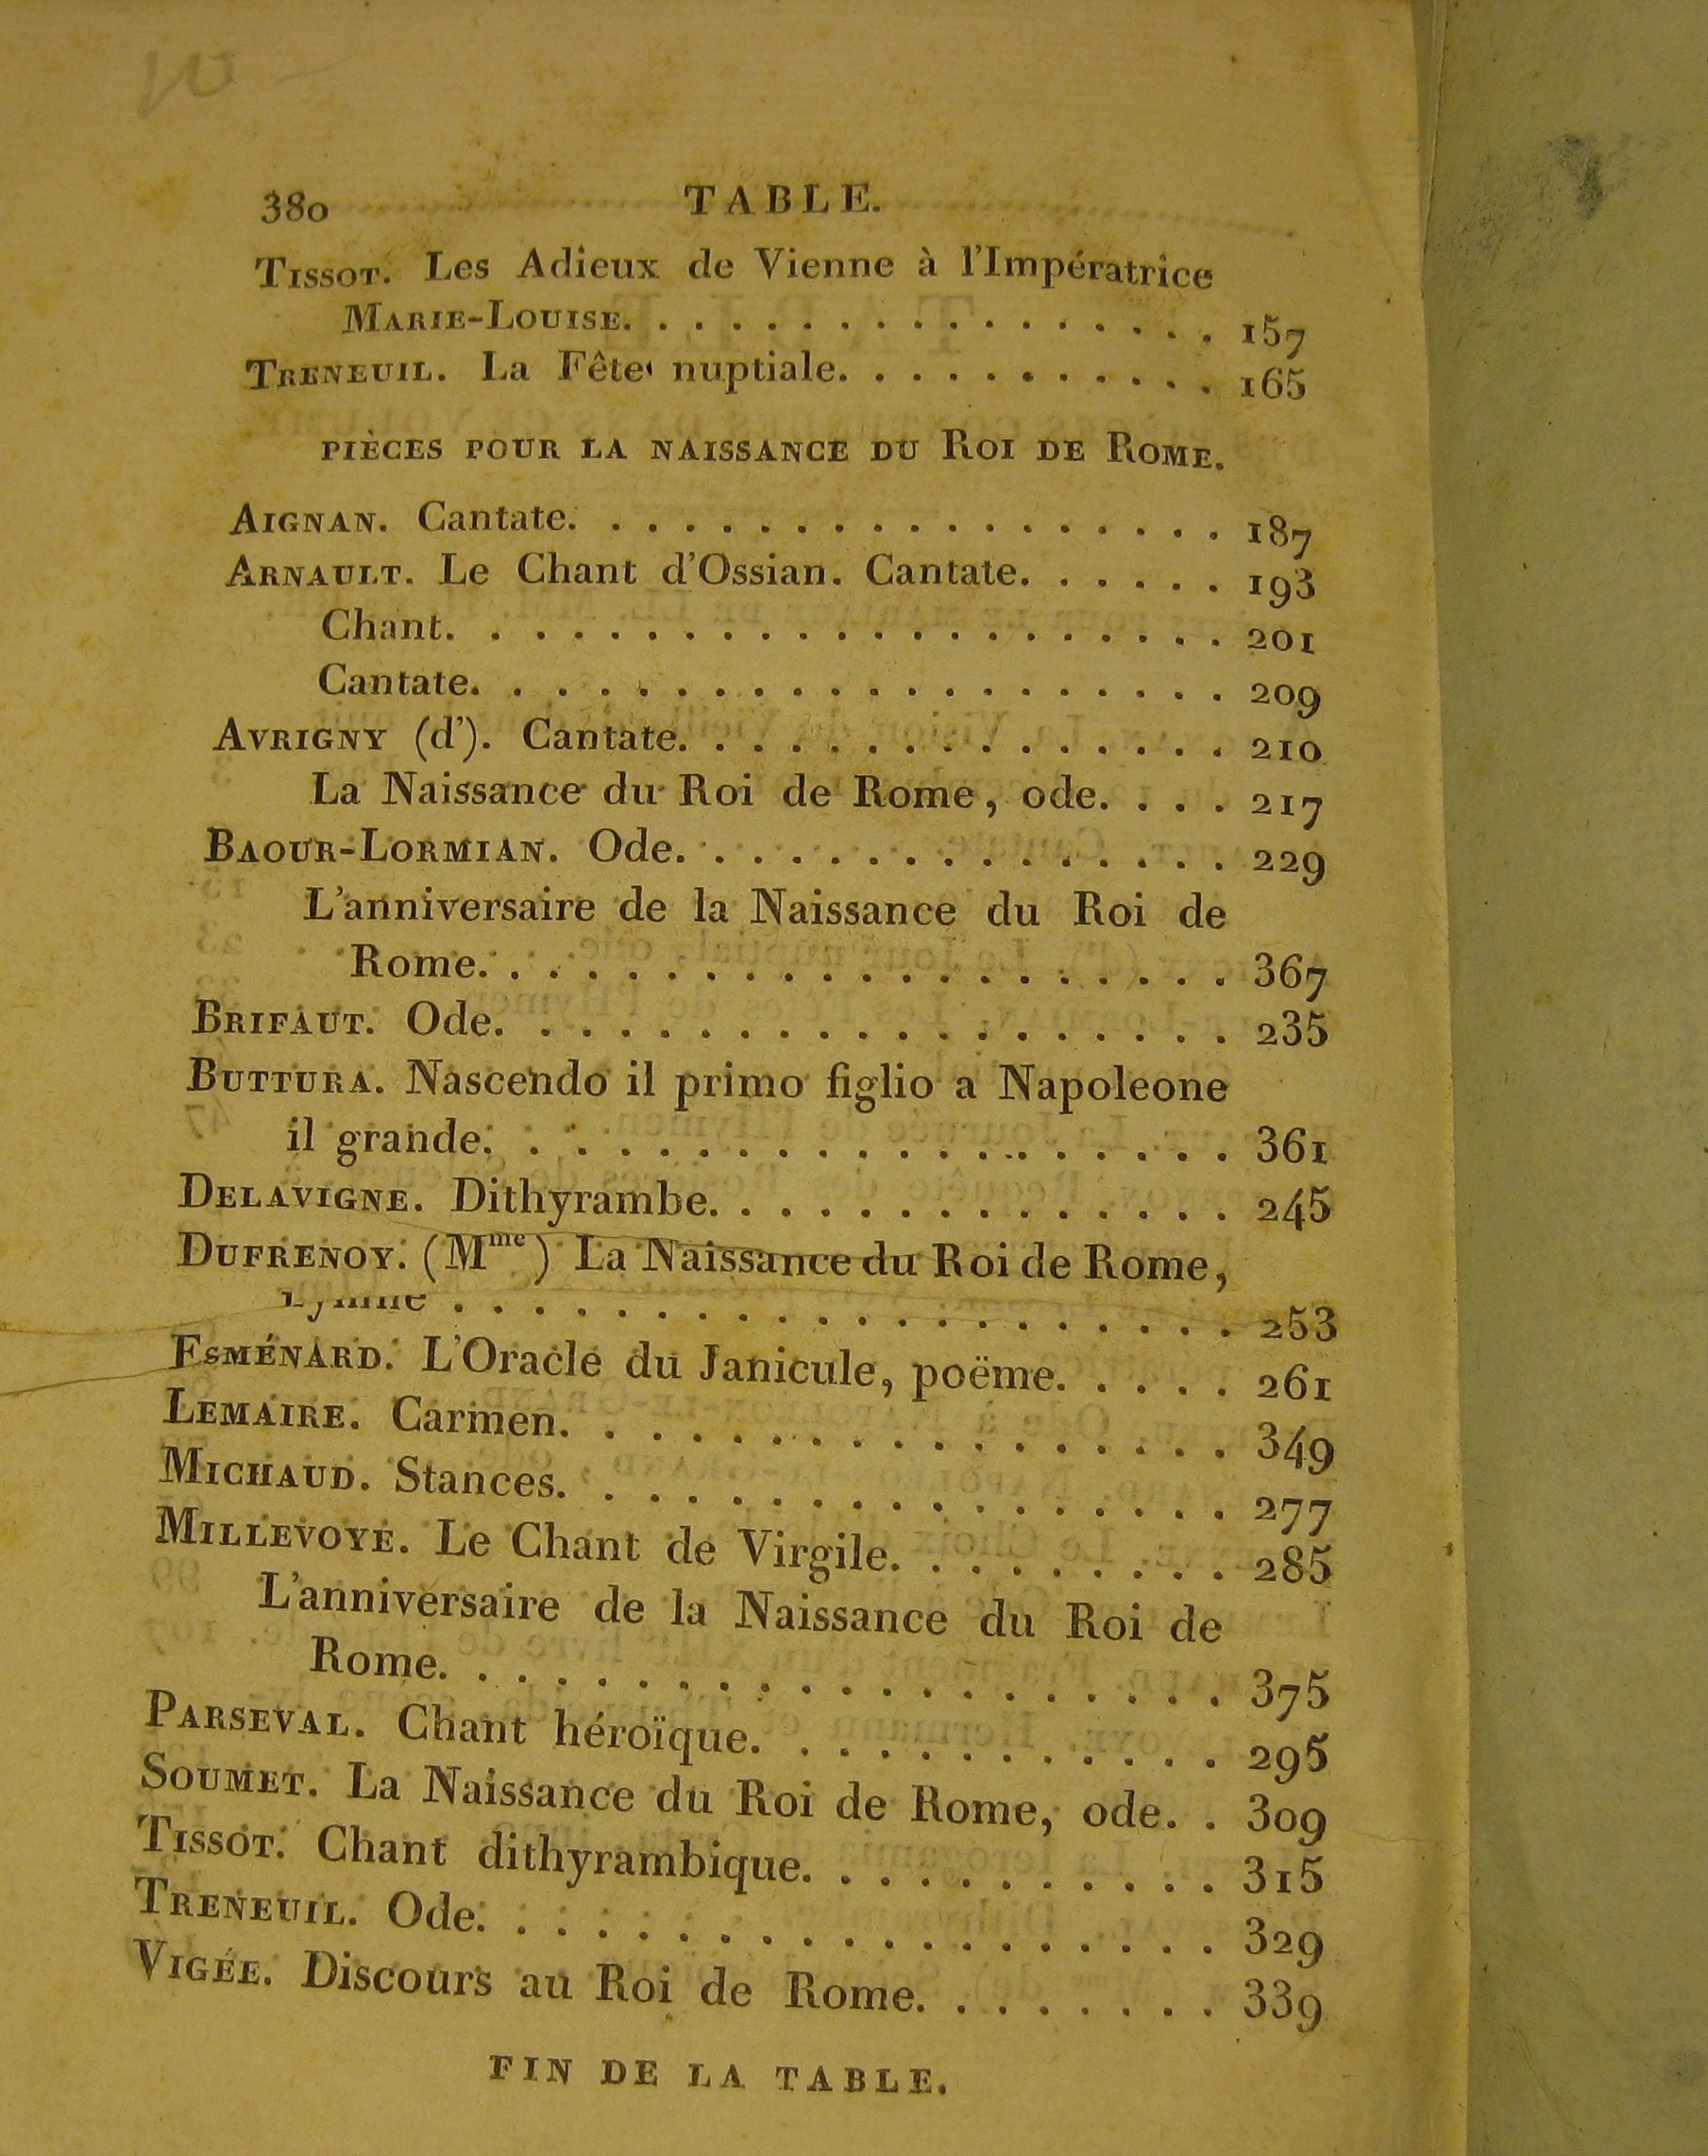 380 TABLE.
TISSOT. Les Adieux de Vienne à l'Impératrice
MARIE-LOUISE. . . . . . . . . . . . . . . . 157
TRENEUIL. La Fête nuptiale. . . . . . . . . . . 165
PIÈCES POUR LA NAISSANCE DU ROI DE ROME.
AIGNAN. Cantate. . . . . . . . . . . . . . . . . . 187
ARNAULT. Le Chant d'Ossian. Cantate. . . . . . 193
Chant. . . . . . . . . . . . . . . . . . . . . 201
Cantate. . . . . . . . . . . . . . . . . . . . 209
AVRIGNY (d'). Cantate. . . . . . . . . . . . . . . 210
La Naissance du Roi de Rome, ode. . . . 217
BAOUR-LORMIAN. Ode. . . . . . . . . . . . . . . 229
L'anniversaire de la Naissance du Roi de
Rome. . . . . . . . . . . . . . . . . . . . 367
BRIFAUT. Ode. . . . . . . . . . . . . . . . . . . 235
BUTTURA. Nascendo il primo figlio a Napoleone
il grande. . . . . . . . . . . . . . . . . . . . 361
DELAVIGNE. Dithyrambe. . . . . . . . . . . . . . 245
DUFRENOY. (Mme) La Naissance du Roi de Rome,
. . . . . . . . . . . . . . . . . . . . 253
ESMÉNARD. L'Oracle du Janicule, poëme. . . . . 261
LEMAIRE. Carmen. . . . . . . . . . . . . . . . . . 349
MICHAUD. Stances. . . . . . . . . . . . . . . . . . 277
MILLEVOYE. Le Chant de Virgile. . . . . . . . . 285
L'anniversaire de la Naissance du Roi de
Rome. . . . . . . . . . . . . . . . . . . . 375
PARSEVAL. Chant héroïque. . . . . . . . . . . . 295
SOUMET. La Naissance du Roi de Rome, ode. . 309
TISSOT. Chant dithyrambique. . . . . . . . . . . 315
TRENEUIL. Ode. . . . . . . . . . . . . . . . . . . 329
VIGÉE. Discours au Roi de Rome. . . . . . . . 339
FIN DE LA TABLE.